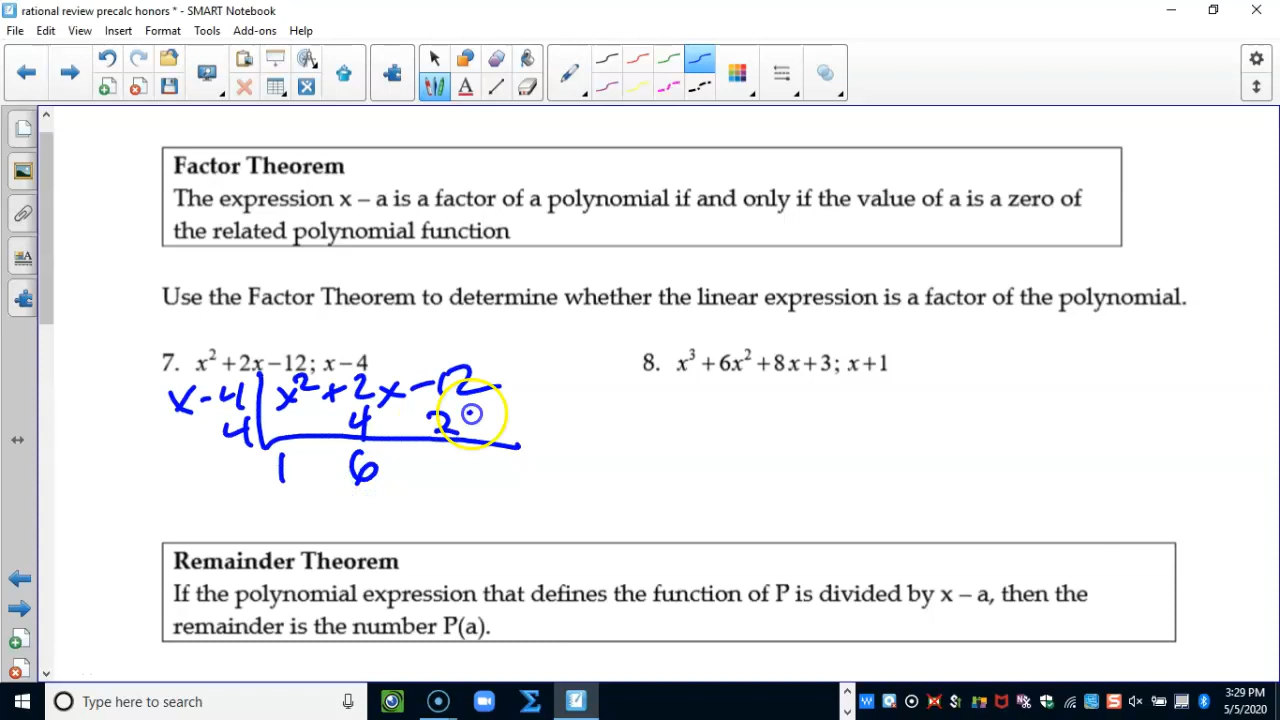 rational review precalc honors * - SMART Notebook
File Edit View Insert Format Tools Add-ons Help
Factor Theorem
The expression x – a is a factor of a polynomial if and only if the value of a is a zero of
the related polynomial function
Use the Factor Theorem to determine whether the linear expression is a factor of the polynomial.
7. x² + 2x − 12; x − 4
8. x³ + 6x² + 8x + 3; x + 1
x - 4 | x² + 2x - 12
4 4 2
1 6
Remainder Theorem
If the polynomial expression that defines the function of P is divided by x – a, then the
remainder is the number P(a).
Type here to search
3:29 PM
5/5/2020